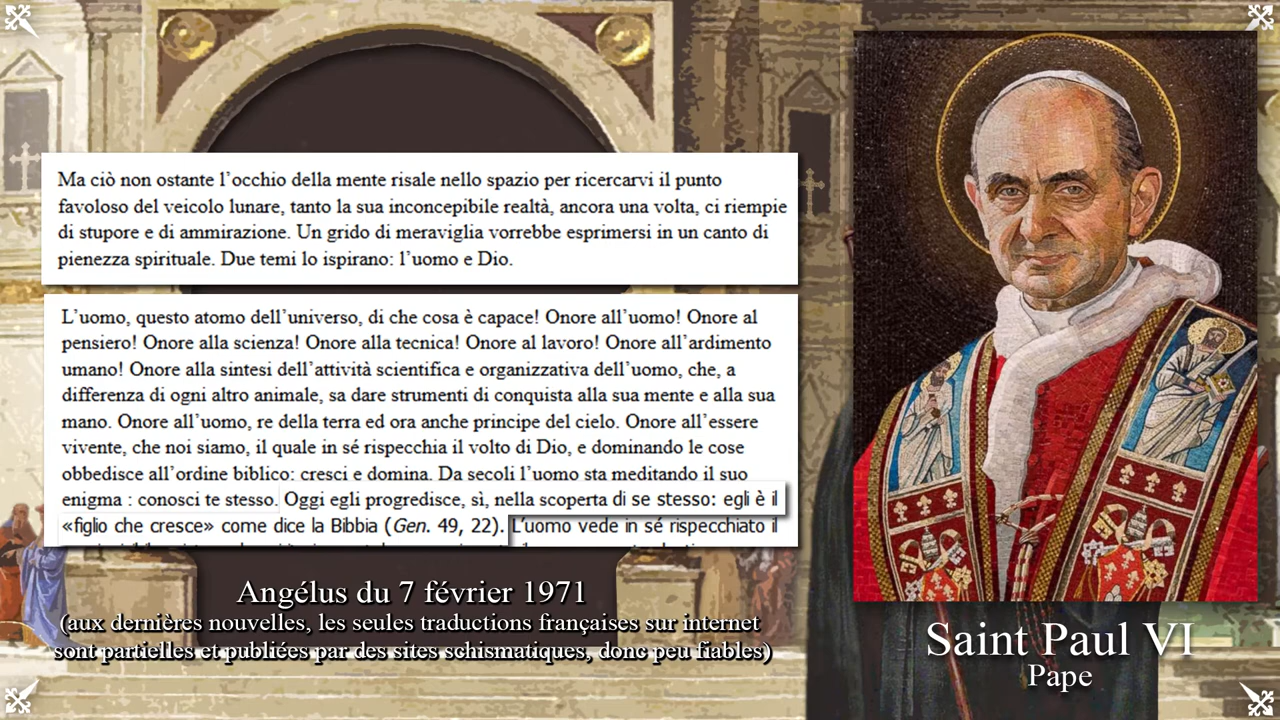 Ma ciò non ostante l'occhio della mente risale nello spazio per ricercarvi il punto
favoloso del veicolo lunare, tanto la sua inconcepibile realtà, ancora una volta, ci riempie
di stupore e di ammirazione. Un grido di meraviglia vorrebbe esprimersi in un canto di
pienezza spirituale. Due temi lo ispirano: l'uomo e Dio.
L'uomo, questo atomo dell'universo, di che cosa è capace! Onore all'uomo! Onore al
pensiero! Onore alla scienza! Onore alla tecnica! Onore al lavoro! Onore all'ardimento
umano! Onore alla sintesi dell'attività scientifica e organizzativa dell'uomo, che, a
differenza di ogni altro animale, sa dare strumenti di conquista alla sua mente e alla sua
mano. Onore all'uomo, re della terra ed ora anche principe del cielo. Onore all'essere
vivente, che noi siamo, il quale in sé rispecchia il volto di Dio, e dominando le cose
obbedisce all'ordine biblico: cresci e domina. Da secoli l'uomo sta meditando il suo
enigma : conosci te stesso. Oggi egli progredisce, sì, nella scoperta di se stesso: egli è il
«figlio che cresce» come dice la Bibbia (Gen. 49, 22). L'uomo vede in sé rispecchiato il
Angélus du 7 février 1971
(aux dernières nouvelles, les seules traductions françaises sur internet
sont partielles et publiées par des sites schismatiques, donc peu fiables)
Saint Paul VI
Pape